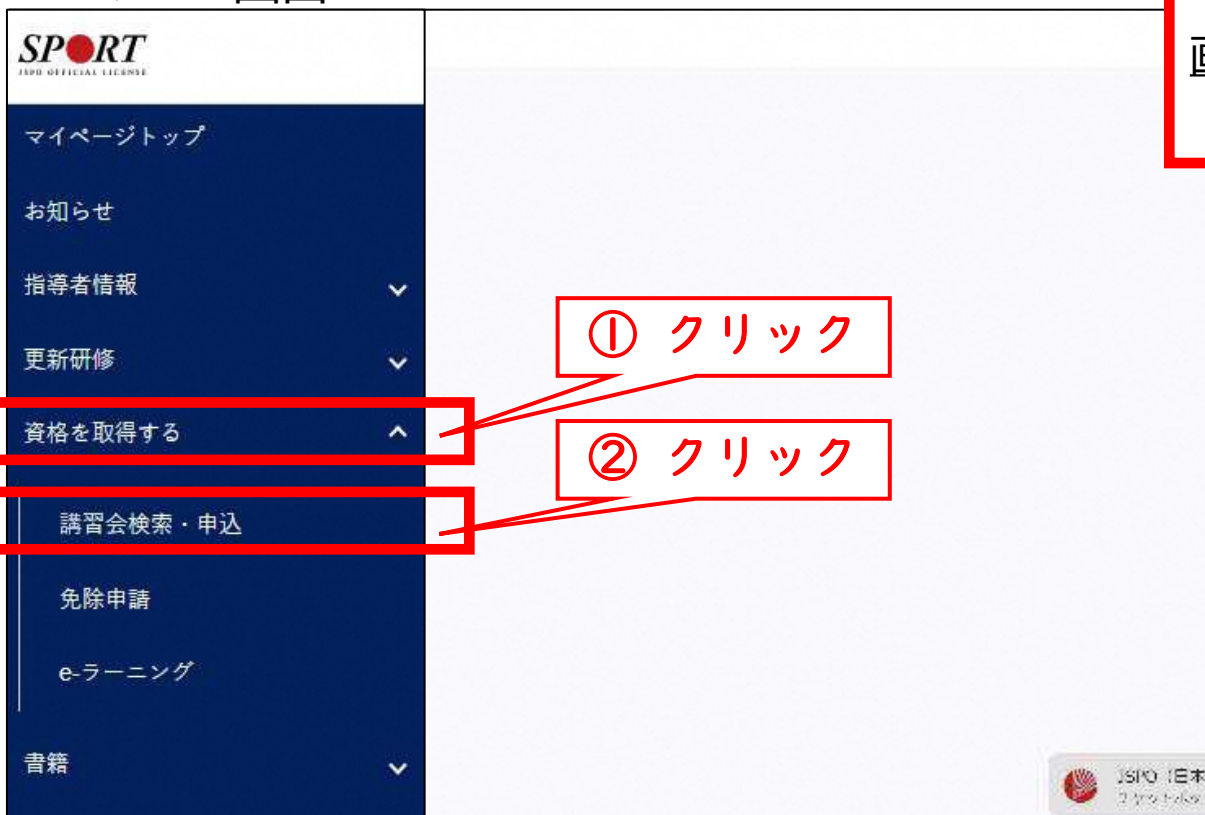 SPORT
JSPO OFFICIAL LICENSE
マイページトップ
お知らせ
指導者情報
更新研修
資格を取得する
① クリック
② クリック
講習会検索・申込
免除申請
e-ラーニング
書籍
JSPO（日本